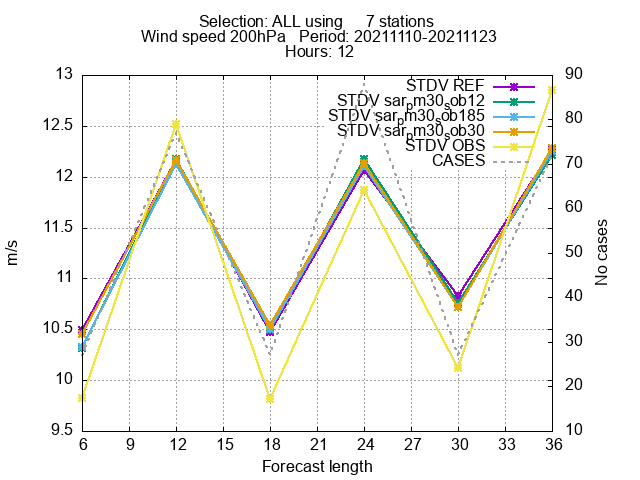 Selection: ALL using 7 stations
Wind speed 200hPa Period: 20211110-20211123
Hours: 12
STDV REF
STDV sarpm30sob12
STDV sarpm30sob185
STDV sarpm30sob30
STDV OBS
CASES
m/s
13
12.5
12
11.5
11
10.5
10
9.5
90
80
70
60
50
40
30
20
10
No cases
6 9 12 15 18 21 24 27 30 33 36
Forecast length